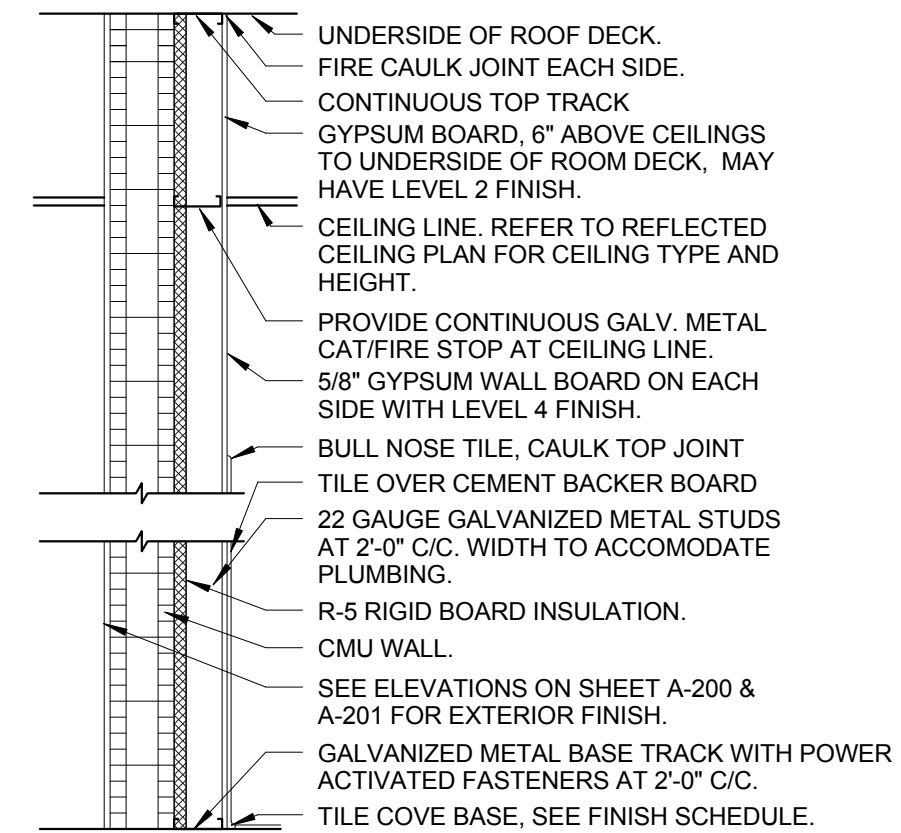 UNDERSIDE OF ROOF DECK.
FIRE CAULK JOINT EACH SIDE.
CONTINUOUS TOP TRACK
GYPSUM BOARD, 6" ABOVE CEILINGS
TO UNDERSIDE OF ROOM DECK, MAY
HAVE LEVEL 2 FINISH.
CEILING LINE. REFER TO REFLECTED
CEILING PLAN FOR CEILING TYPE AND
HEIGHT.
PROVIDE CONTINUOUS GALV. METAL
CAT/FIRE STOP AT CEILING LINE.
5/8" GYPSUM WALL BOARD ON EACH
SIDE WITH LEVEL 4 FINISH.
BULL NOSE TILE, CAULK TOP JOINT
TILE OVER CEMENT BACKER BOARD
22 GAUGE GALVANIZED METAL STUDS
AT 2'-0" C/C. WIDTH TO ACCOMODATE
PLUMBING.
R-5 RIGID BOARD INSULATION.
CMU WALL.
SEE ELEVATIONS ON SHEET A-200 &
A-201 FOR EXTERIOR FINISH.
GALVANIZED METAL BASE TRACK WITH POWER
ACTIVATED FASTENERS AT 2'-0" C/C.
TILE COVE BASE, SEE FINISH SCHEDULE.